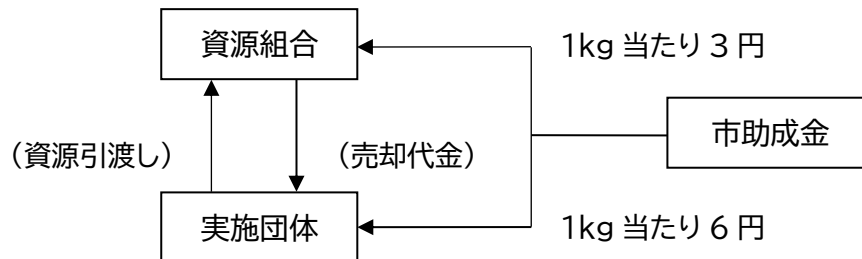 資源組合
1kg 当たり 3 円
市助成金
（資源引渡し）
（売却代金）
実施団体
1kg 当たり 6 円